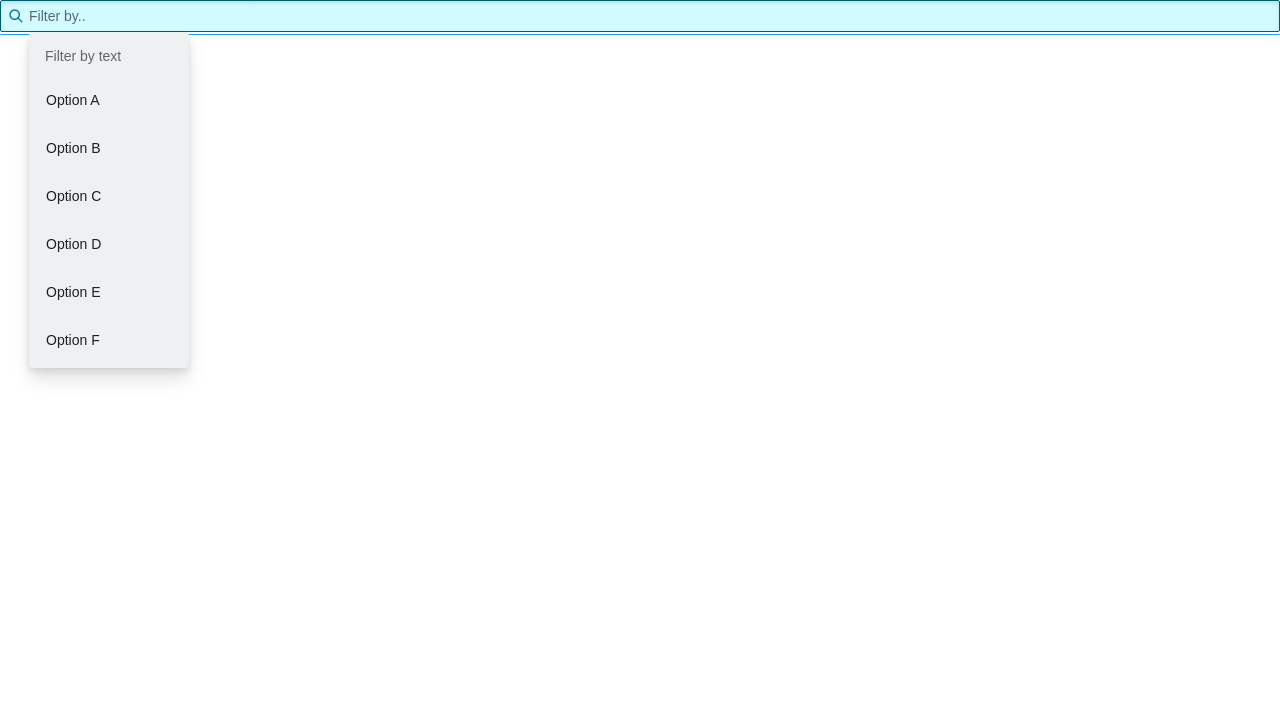 Filter by..
Filter by text
Option A
Option B
Option C
Option D
Option E
Option F